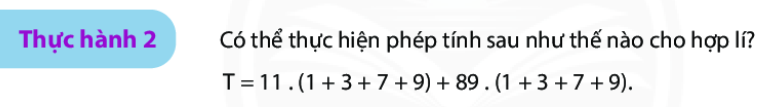 Thực hành 2
Có thể thực hiện phép tính sau như thế nào cho hợp lí?
T = 11 . (1 + 3 + 7 + 9) + 89 . (1 + 3 + 7 + 9).